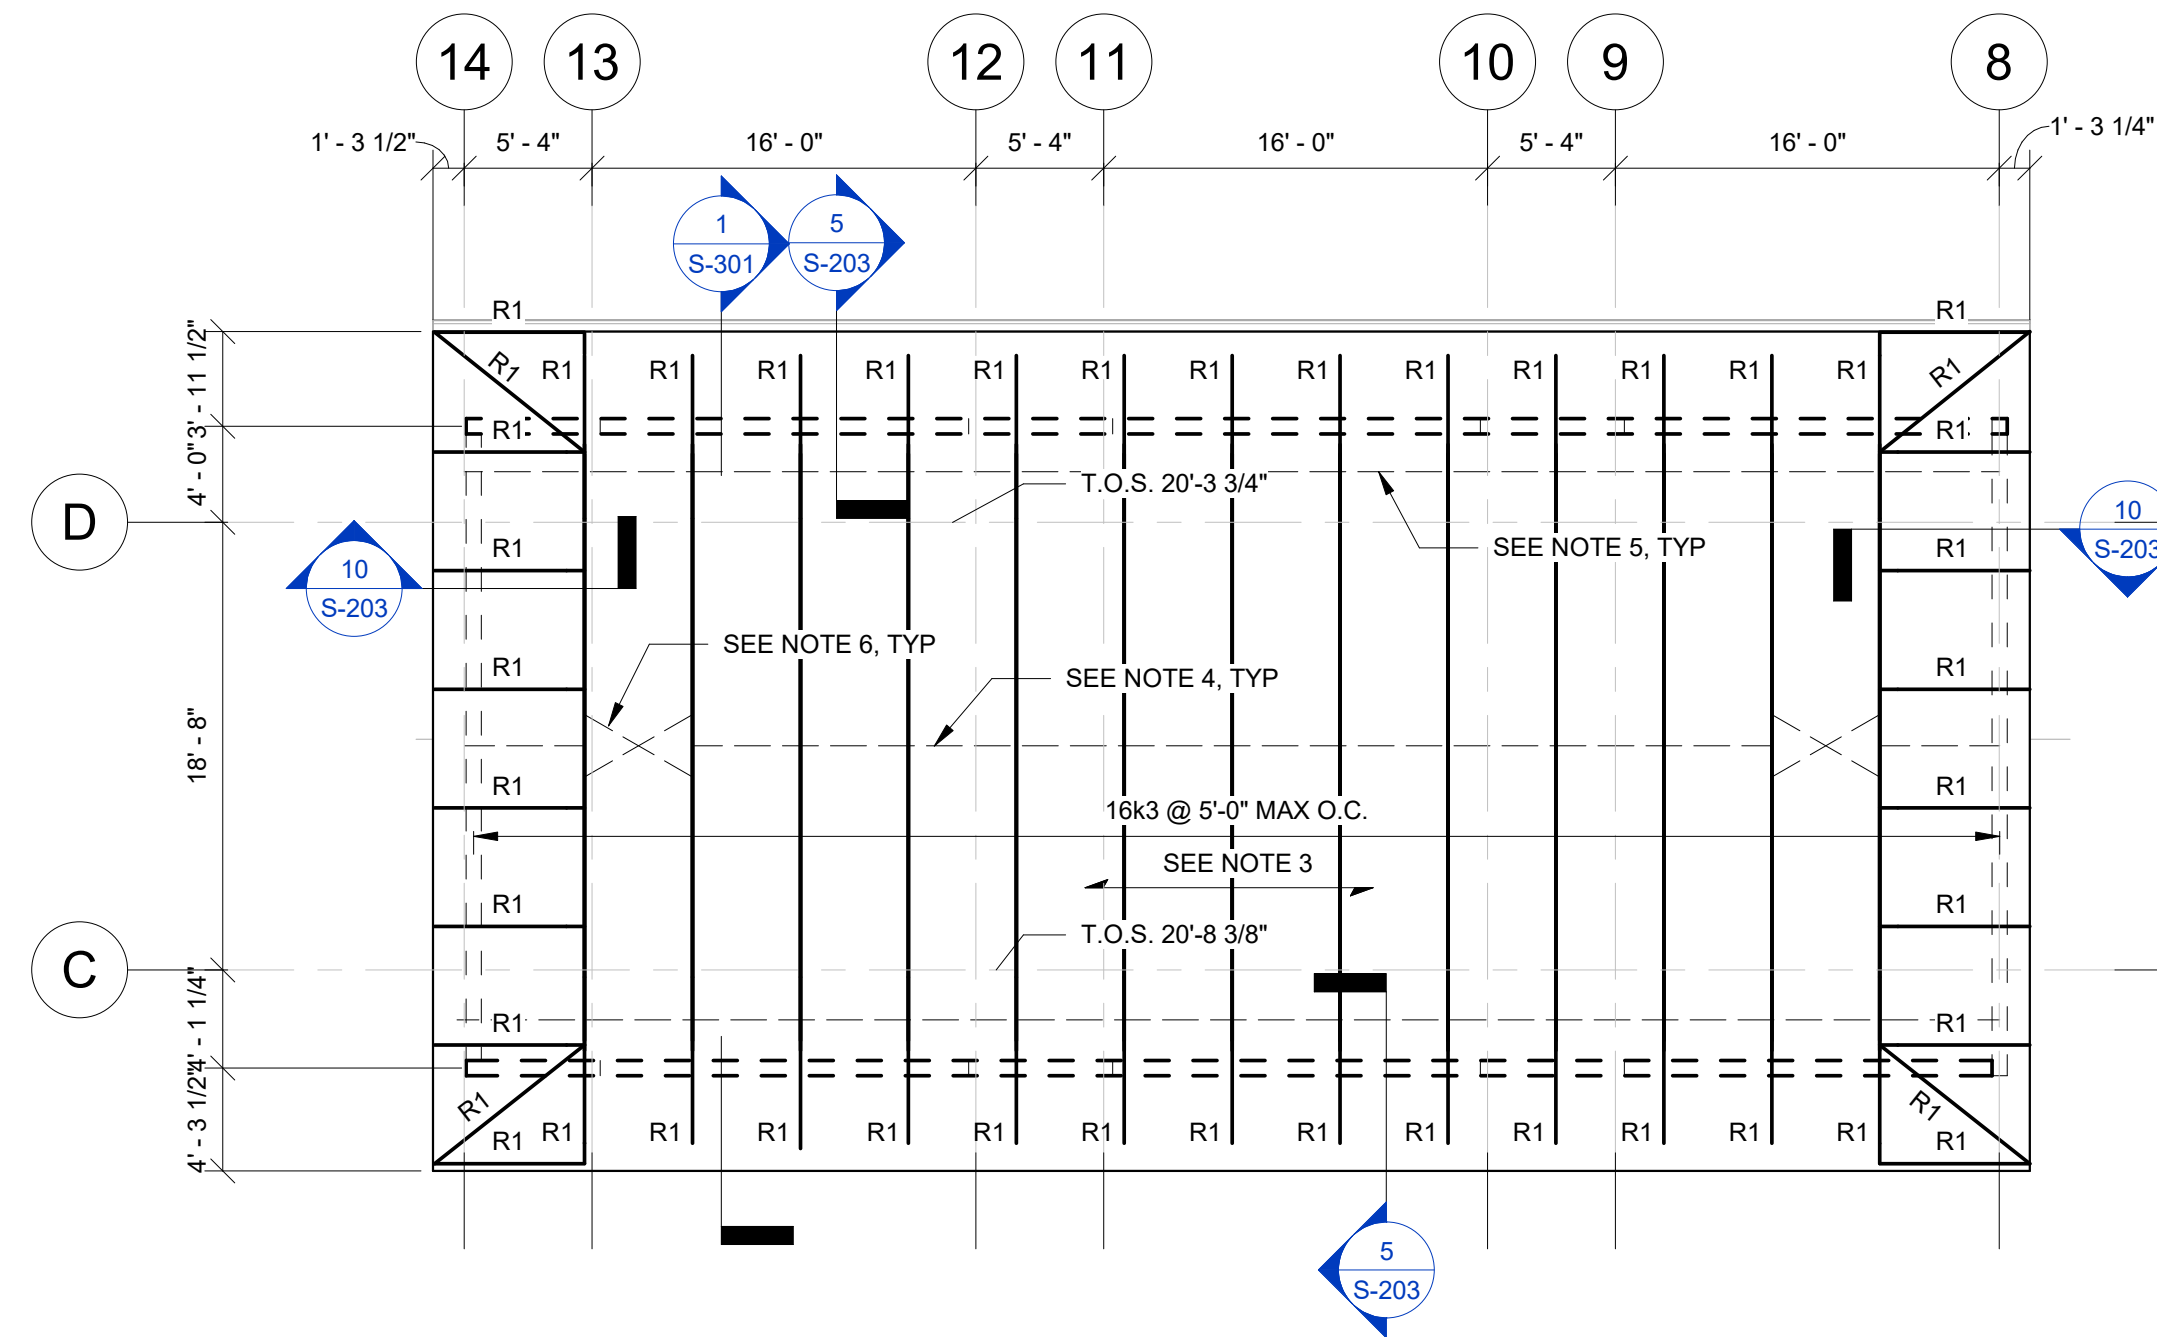 14 13 12 11 10 9 8
1' - 3 1/2" 5' - 4" 16' - 0" 5' - 4" 16' - 0" 5' - 4" 16' - 0" 1' - 3 1/4"
1 5
S-301 S-203
R1 R1
R1 R1
R1 R1 R1 R1 R1 R1 R1 R1 R1 R1 R1 R1 R1
R1 R1
3' - 11 1/2"
4' - 0"
T.O.S. 20'-3 3/4"
D
10
S-203
R1 SEE NOTE 5, TYP R1
10
S-203
SEE NOTE 6, TYP
R1 SEE NOTE 4, TYP R1
18' - 8"
R1 R1
16k3 @ 5'-0" MAX O.C.
SEE NOTE 3
R1 R1
T.O.S. 20'-8 3/8"
C
4' - 1 1/4"
R1 R1
4' - 3 1/2"
R1 R1
R1 R1 R1 R1 R1 R1 R1 R1 R1 R1 R1 R1 R1
R1 R1
5
S-203